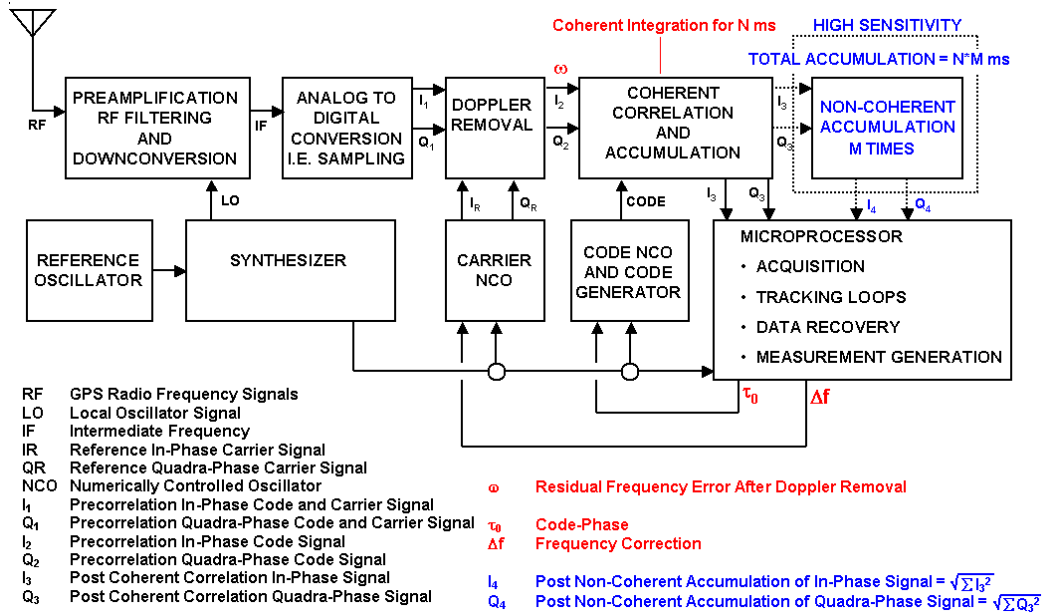 Coherent Integration for N ms
HIGH SENSITIVITY
TOTAL ACCUMULATION = N*M ms
RF
PREAMPLIFICATION
RF FILTERING
AND
DOWNCONVERSION
IF
ANALOG TO
DIGITAL
CONVERSION
I.E. SAMPLING
I₁
Q₁
DOPPLER
REMOVAL
ω
I₂
Q₂
COHERENT
CORRELATION
AND
ACCUMULATION
I₃
Q₃
NON-COHERENT
ACCUMULATION
M TIMES
LO
I_R
Q_R
CODE
I₃
Q₃
I₄
Q₄
REFERENCE
OSCILLATOR
SYNTHESIZER
CARRIER
NCO
CODE NCO
AND CODE
GENERATOR
MICROPROCESSOR
• ACQUISITION
• TRACKING LOOPS
• DATA RECOVERY
• MEASUREMENT GENERATION
τ₀
Δf
RF GPS Radio Frequency Signals
LO Local Oscillator Signal
IF Intermediate Frequency
IR Reference In-Phase Carrier Signal
QR Reference Quadra-Phase Carrier Signal
NCO Numerically Controlled Oscillator
I₁ Precorrelation In-Phase Code and Carrier Signal
Q₁ Precorrelation Quadra-Phase Code and Carrier Signal
I₂ Precorrelation In-Phase Code Signal
Q₂ Precorrelation Quadra-Phase Code Signal
I₃ Post Coherent Correlation In-Phase Signal
Q₃ Post Coherent Correlation Quadra-Phase Signal
ω Residual Frequency Error After Doppler Removal
τ₀ Code-Phase
Δf Frequency Correction
I₄ Post Non-Coherent Accumulation of In-Phase Signal = √(∑I₃²)
Q₄ Post Non-Coherent Accumulation of Quadra-Phase Signal = √(∑Q₃²)